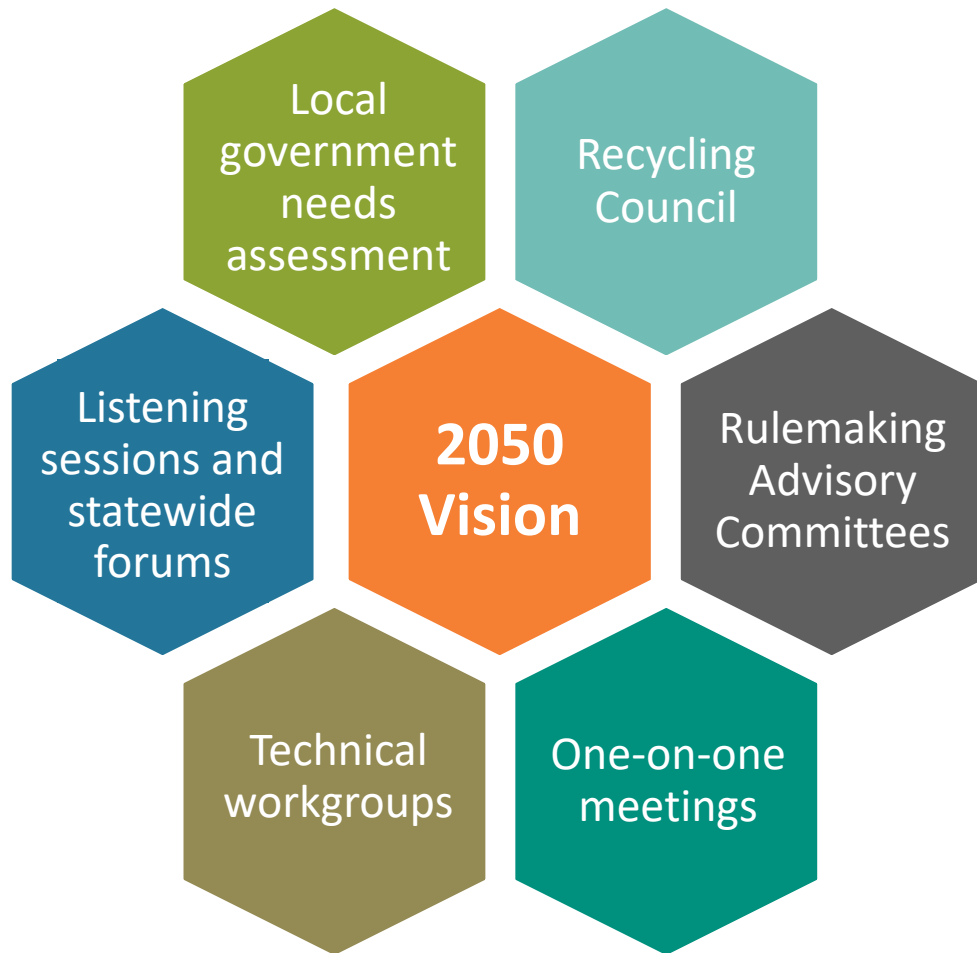 Local
government
needs
assessment
Recycling
Council
Listening
sessions and
statewide
forums
2050
Vision
Rulemaking
Advisory
Committees
Technical
workgroups
One-on-one
meetings